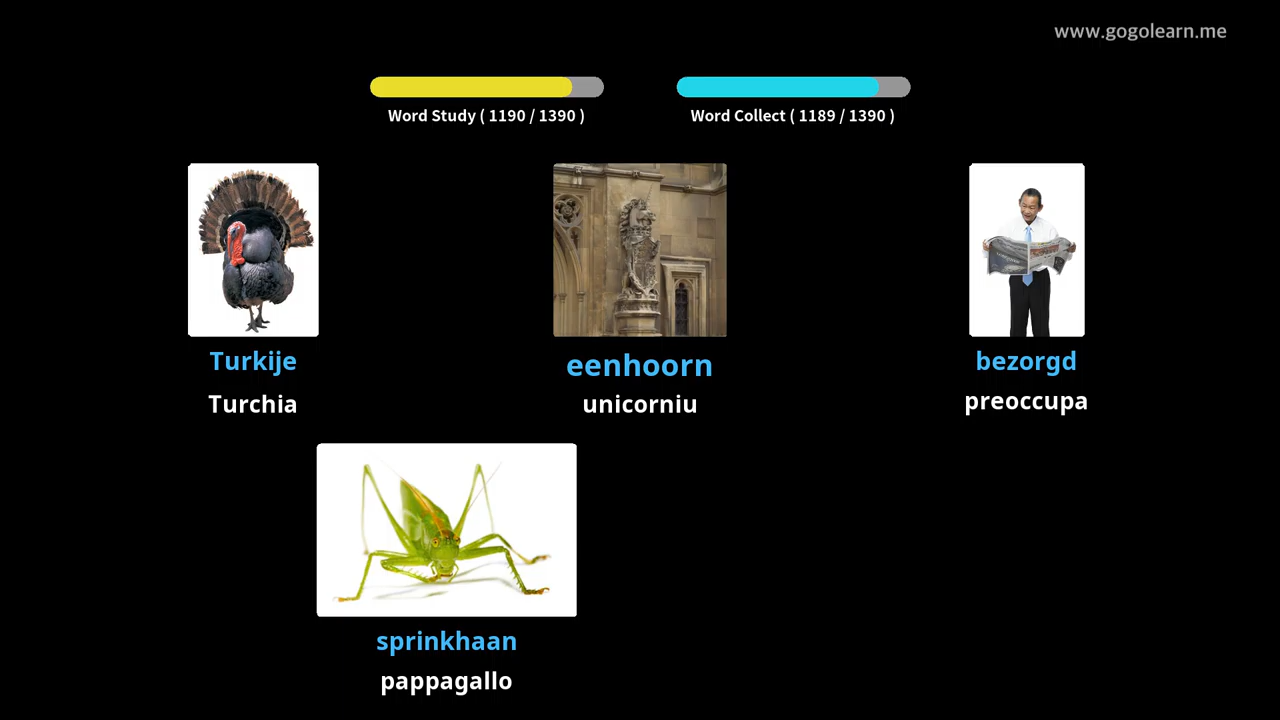 www.gogolearn.me
Word Study ( 1190 / 1390 )
Word Collect ( 1189 / 1390 )
Turkije
Turchia
eenhoorn
unicorniu
bezorgd
preoccupa
sprinkhaan
pappagallo